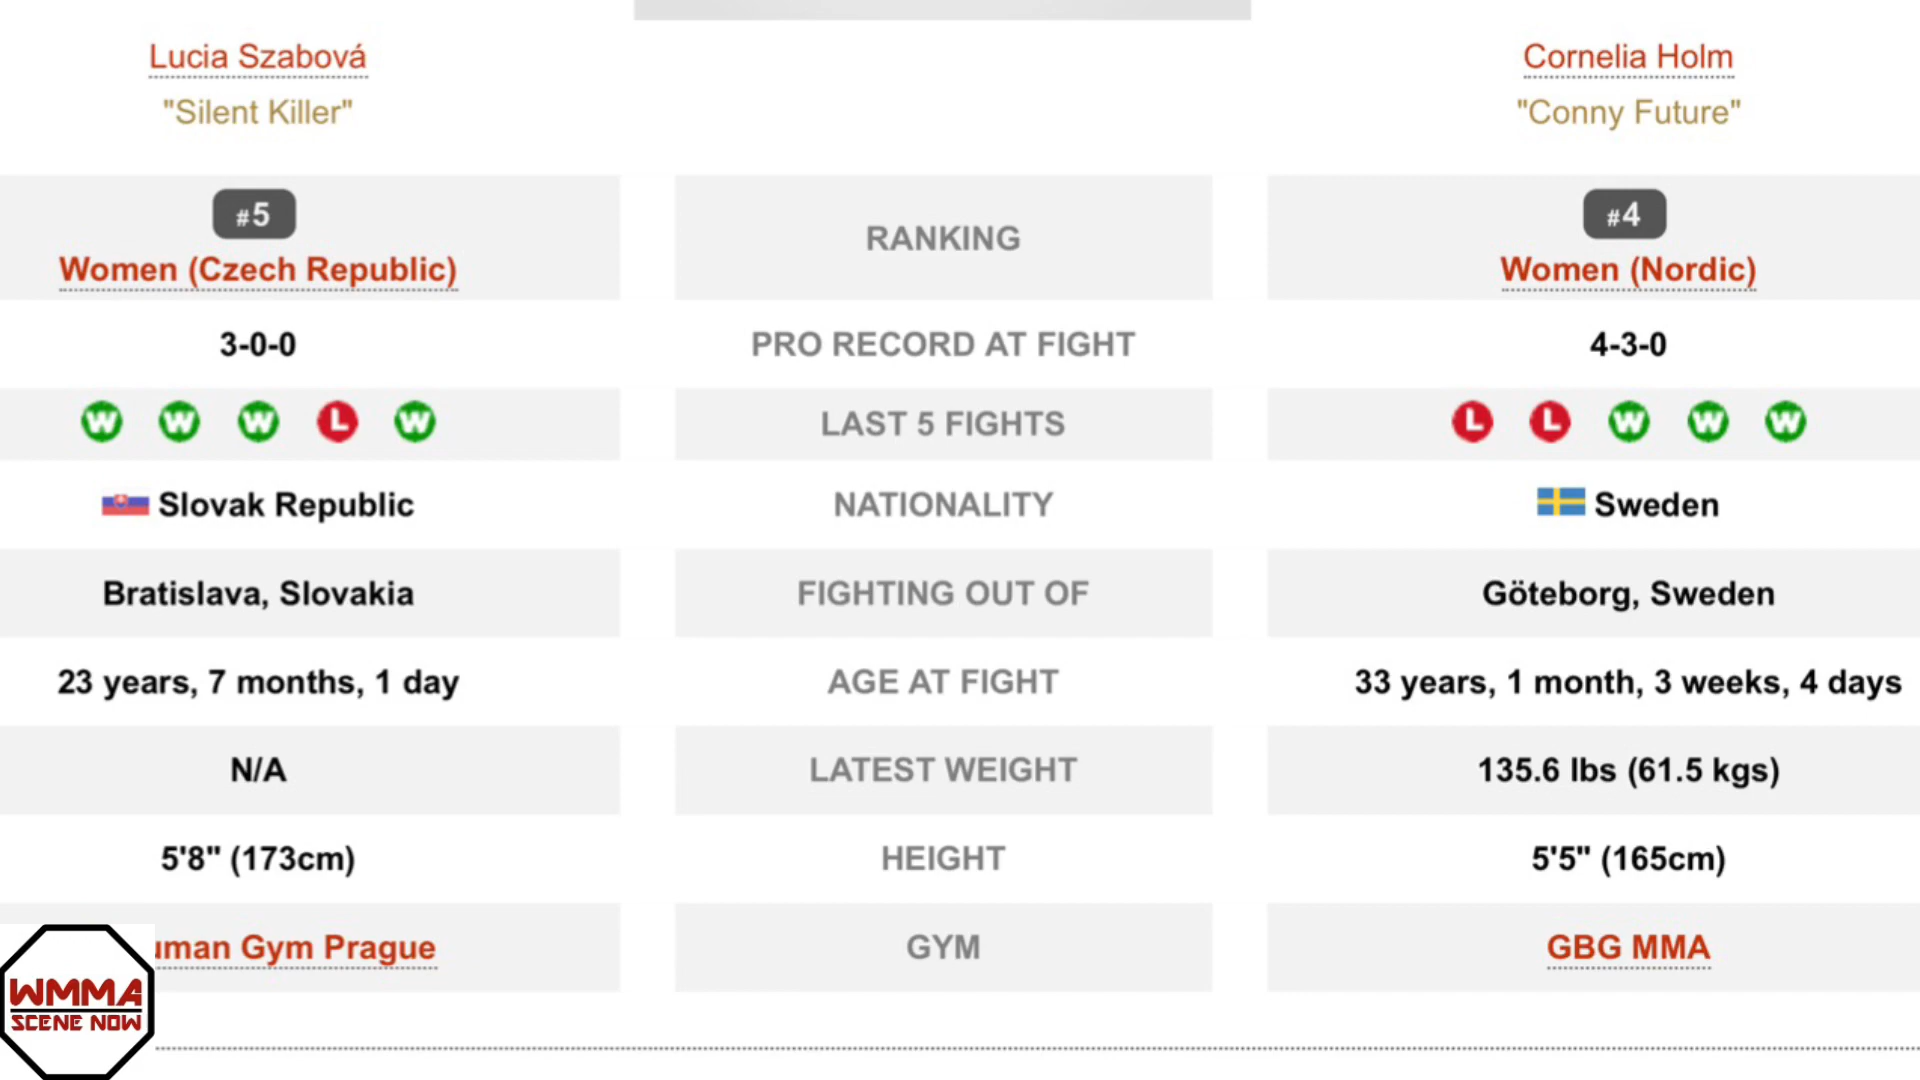 Lucia Szabová
Cornelia Holm
"Silent Killer"
"Conny Future"
#5
#4
Women (Czech Republic)
RANKING
Women (Nordic)
3-0-0
PRO RECORD AT FIGHT
4-3-0
W W W L W
LAST 5 FIGHTS
L L W W W
Slovak Republic
NATIONALITY
Sweden
Bratislava, Slovakia
FIGHTING OUT OF
Göteborg, Sweden
23 years, 7 months, 1 day
AGE AT FIGHT
33 years, 1 month, 3 weeks, 4 days
N/A
LATEST WEIGHT
135.6 lbs (61.5 kgs)
5'8" (173cm)
HEIGHT
5'5" (165cm)
Gym Prague
GYM
GBG MMA
WMMA
SCENE NOW